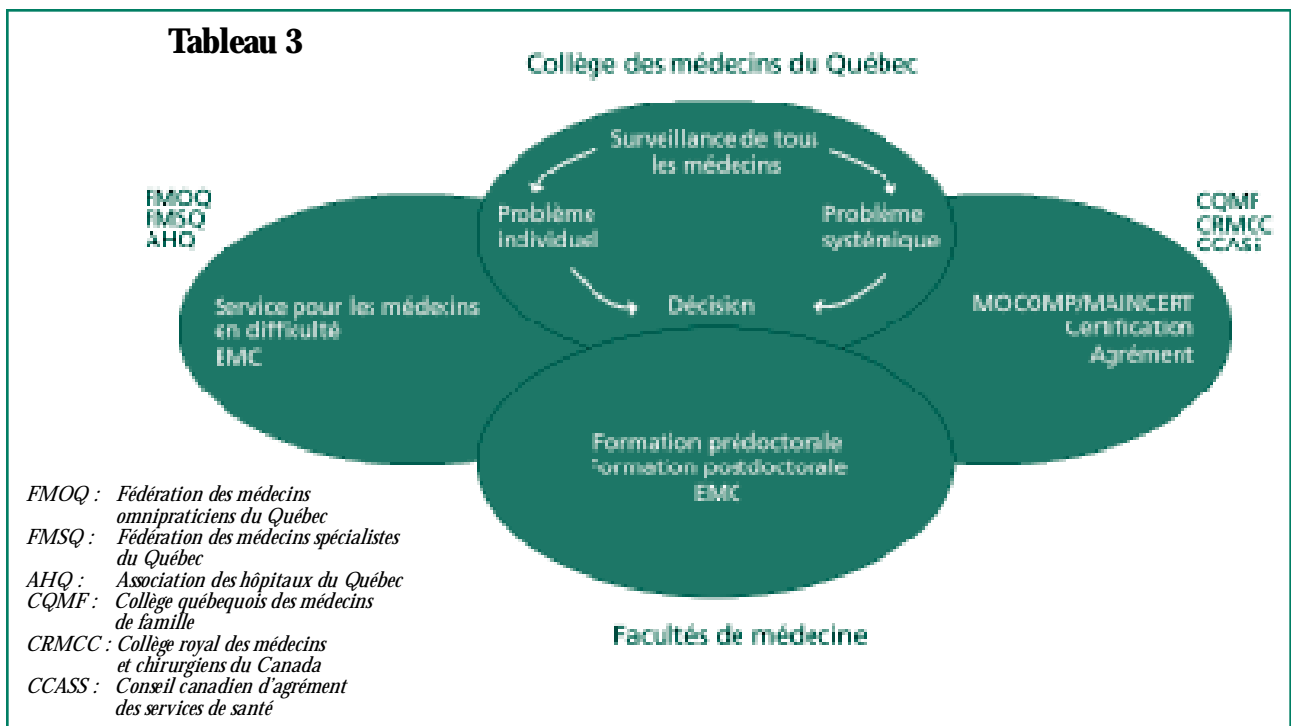 Tableau 3
Collège des médecins du Québec
Surveillance de tous
les médecins
FMOQ
FMSQ
AHQ
Problème
individuel
Problème
systémique
CQMF
CRMCC
CCASS
Service pour les médecins
en difficulté
EMC
Décision
MOCOMP/MAINCERT
Certification
Agrément
Formation prédoctorale
Formation postdoctorale
EMC
FMOQ : Fédération des médecins
omnipraticiens du Québec
FMSQ : Fédération des médecins spécialistes
du Québec
AHQ : Association des hôpitaux du Québec
CQMF : Collège québequois des médecins
de famille
CRMCC : Collège royal des médecins
et chirurgiens du Canada
CCASS : Conseil canadien d'agrément
des services de santé
Facultés de médecine